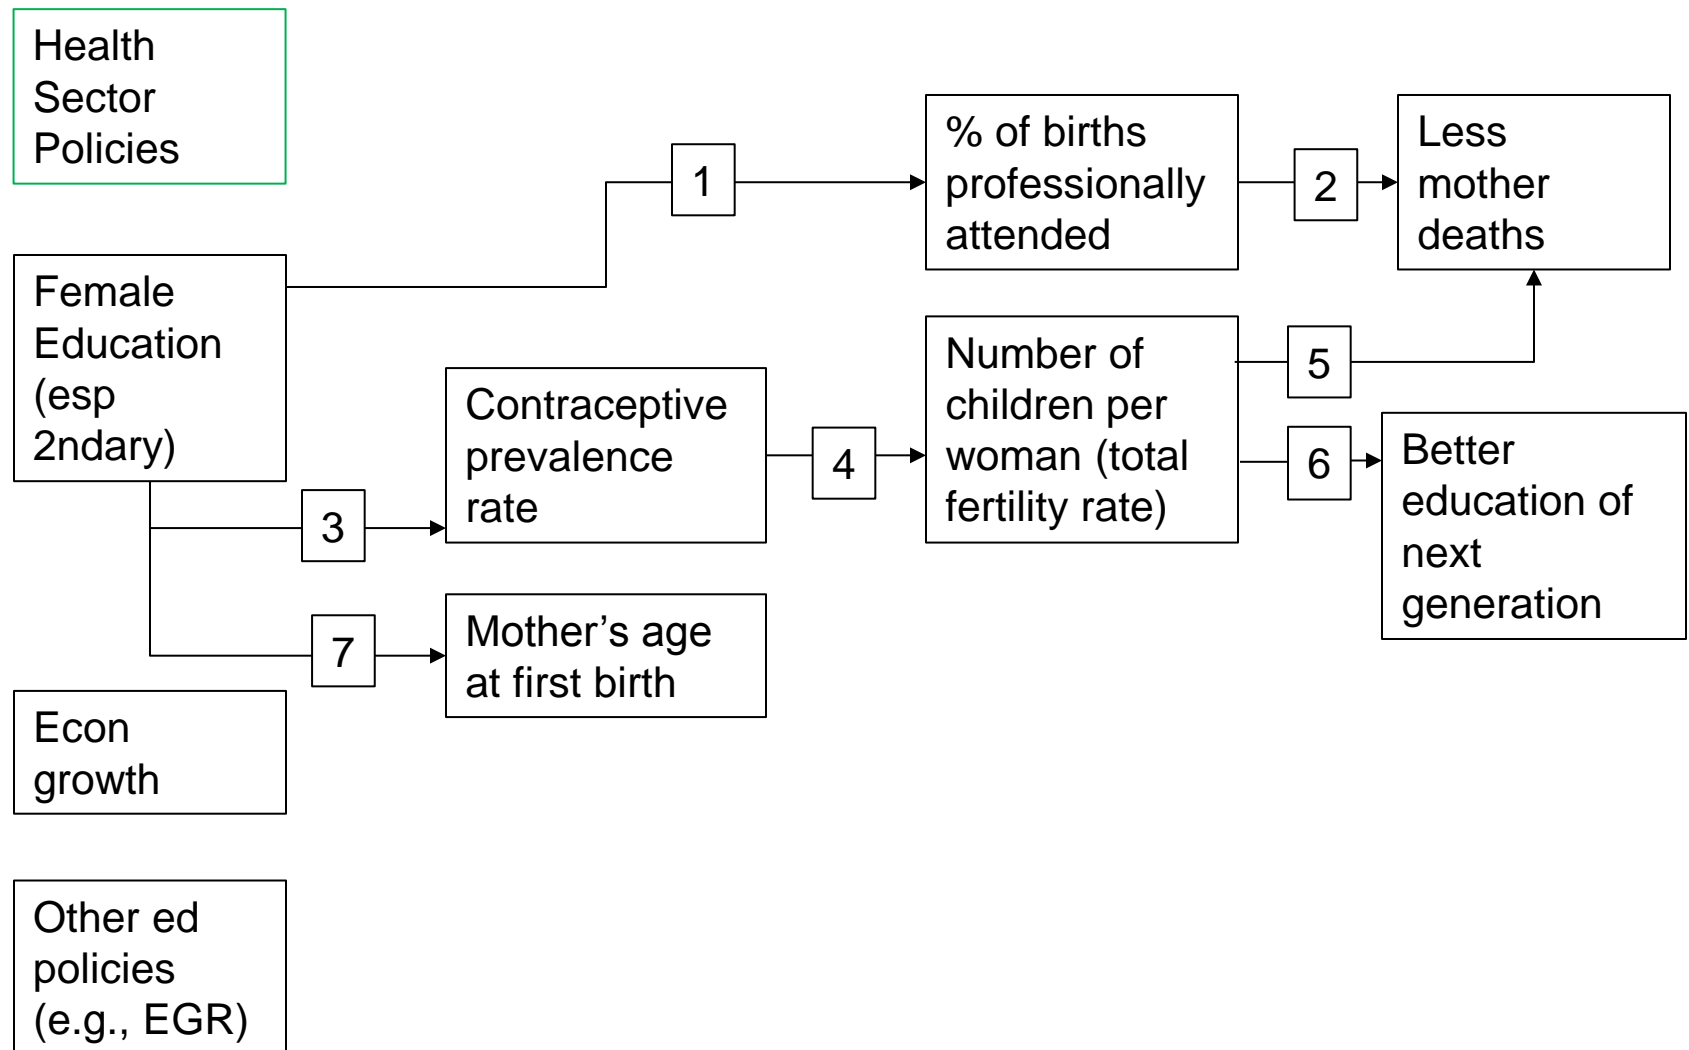 Health
Sector
Policies
Female
Education
(esp
2ndary)
1
% of births
professionally
attended
2
Less
mother
deaths
3
Contraceptive
prevalence
rate
4
Number of
children per
woman (total
fertility rate)
5
6
Better
education of
next
generation
7
Mother’s age
at first birth
Econ
growth
Other ed
policies
(e.g., EGR)